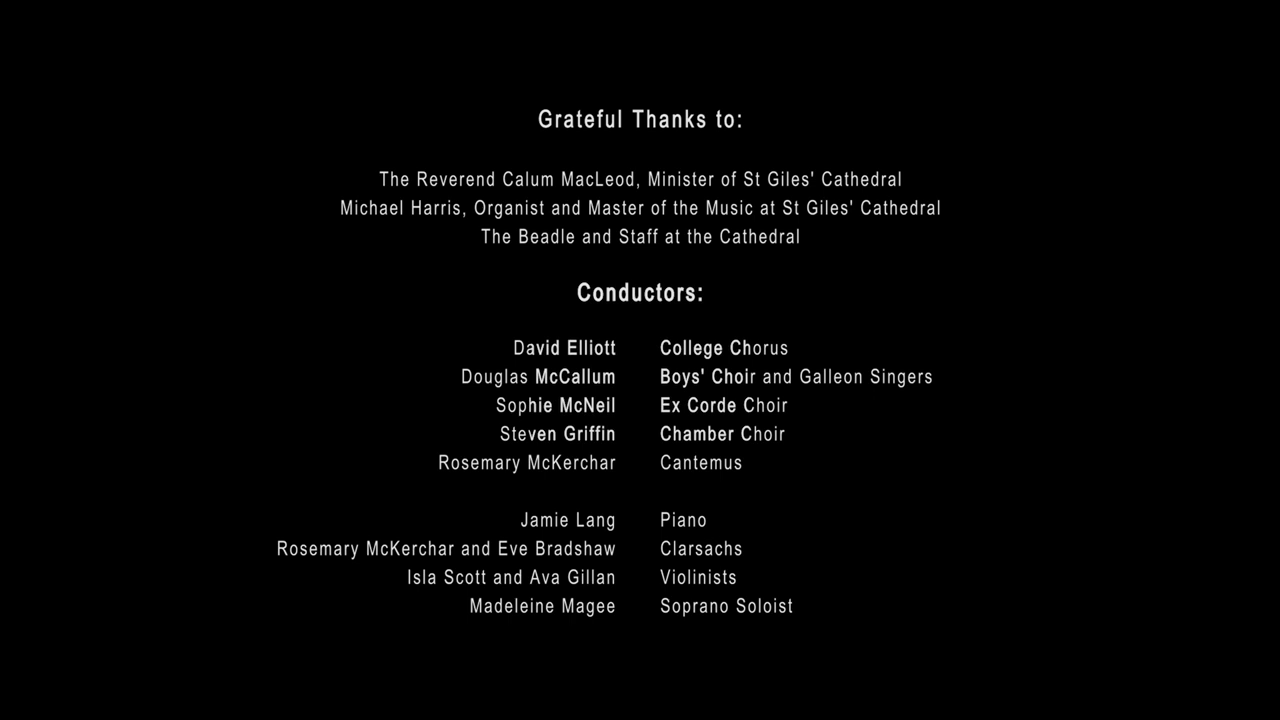 Grateful Thanks to:
The Reverend Calum MacLeod, Minister of St Giles' Cathedral
Michael Harris, Organist and Master of the Music at St Giles' Cathedral
The Beadle and Staff at the Cathedral
Conductors:
David Elliott College Chorus
Douglas McCallum Boys' Choir and Galleon Singers
Sophie McNeil Ex Corde Choir
Steven Griffin Chamber Choir
Rosemary McKerchar Cantemus
Jamie Lang Piano
Rosemary McKerchar and Eve Bradshaw Clarsachs
Isla Scott and Ava Gillan Violinists
Madeleine Magee Soprano Soloist